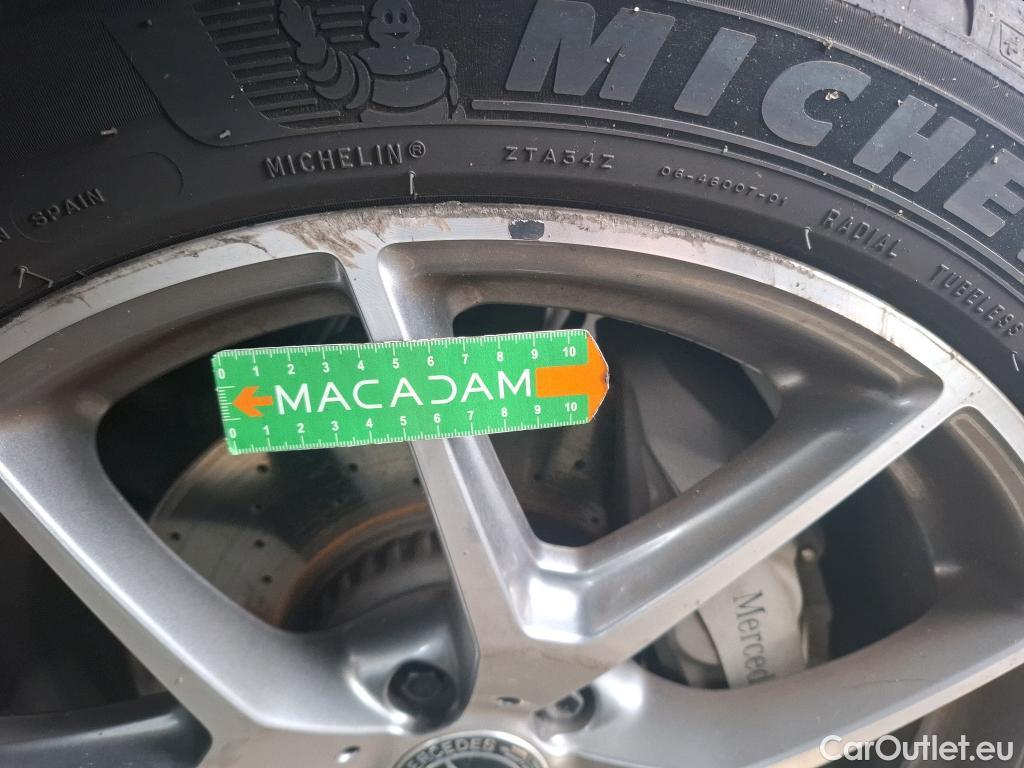 MICHE
MICHELIN®
ZTA34Z
06-46007-01
RADIAL TUBELESS
SPAIN
0 1 2 3 4 5 6 7 8 9 10
MACADAM
0 1 2 3 4 5 6 7 8 9 10
Merced
MERCEDES
CarOutlet.eu